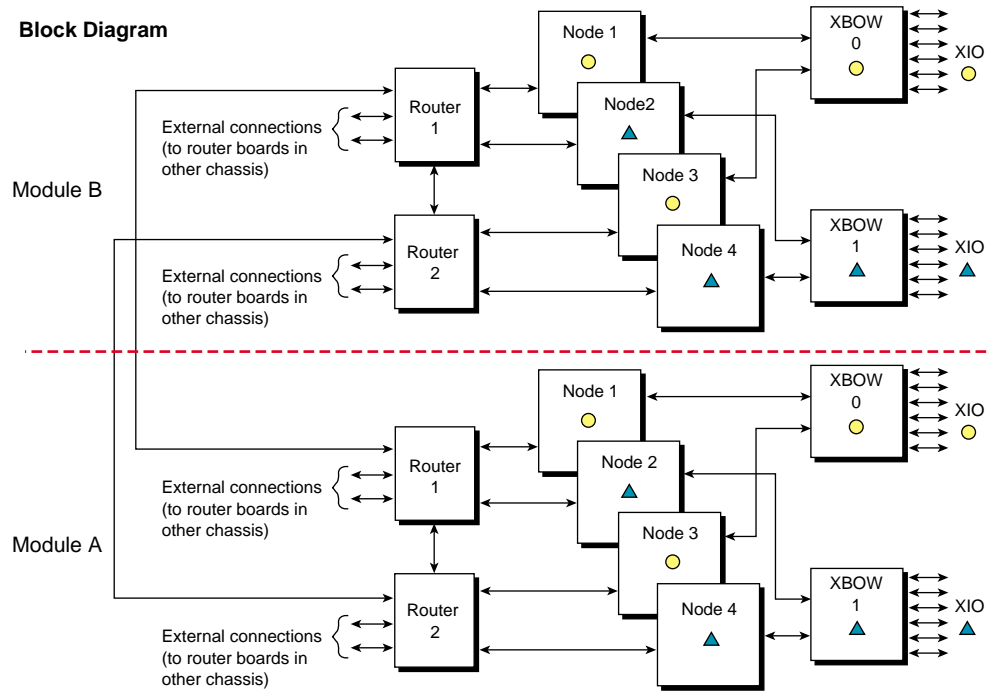 Block Diagram
Module B
External connections
(to router boards in
other chassis)
External connections
(to router boards in
other chassis)
Router
1
Router
2
Node 1
Node2
Node 3
Node 4
XBOW
0
XIO
XBOW
1
XIO
Module A
External connections
(to router boards in
other chassis)
External connections
(to router boards in
other chassis)
Router
1
Router
2
Node 1
Node 2
Node 3
Node 4
XBOW
0
XIO
XBOW
1
XIO